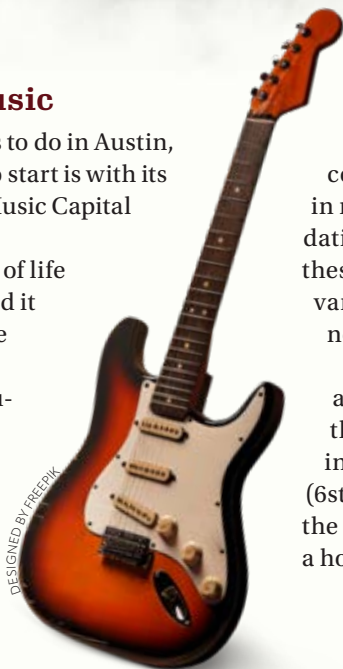 usic
s to do in Austin,
o start is with its
Music Capital
of life
d it
e
u-
DESIGNED BY FREEPIK
c
in r
dati
thes
var
n
a
th
in
(6st
the
a ho